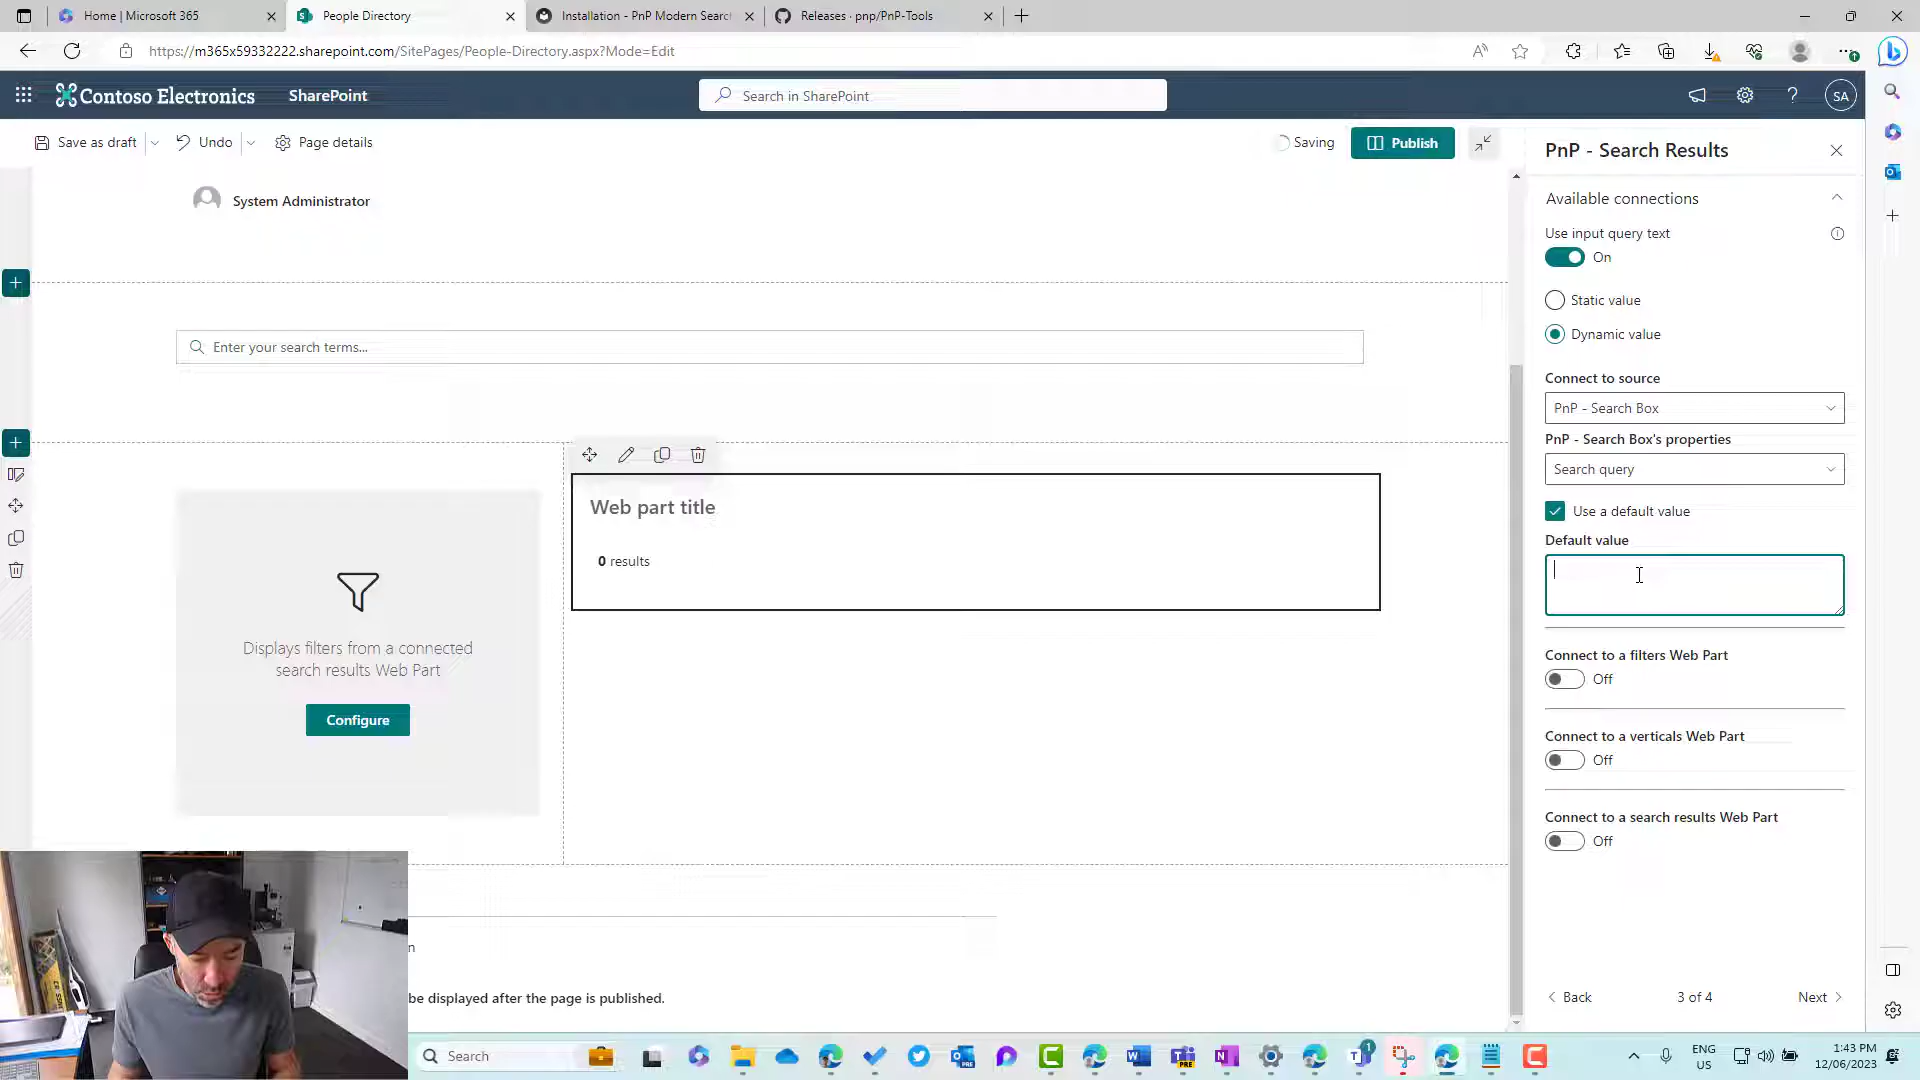 Home | Microsoft 365
People Directory
Installation - PnP Modern Searc
Releases · pnp/PnP-Tools
https://m365x59332222.sharepoint.com/SitePages/People-Directory.aspx?Mode=Edit
Contoso Electronics
SharePoint
Search in SharePoint
SA
Save as draft
Undo
Page details
Saving
Publish
System Administrator
Enter your search terms...
Web part title
0 results
Displays filters from a connected
search results Web Part
Configure
n
be displayed after the page is published.
PnP - Search Results
Available connections
Use input query text
On
Static value
Dynamic value
Connect to source
PnP - Search Box
PnP - Search Box's properties
Search query
Use a default value
Default value
Connect to a filters Web Part
Off
Connect to a verticals Web Part
Off
Connect to a search results Web Part
Off
Back
3 of 4
Next
Search
ENG
US
1:43 PM
12/06/2023